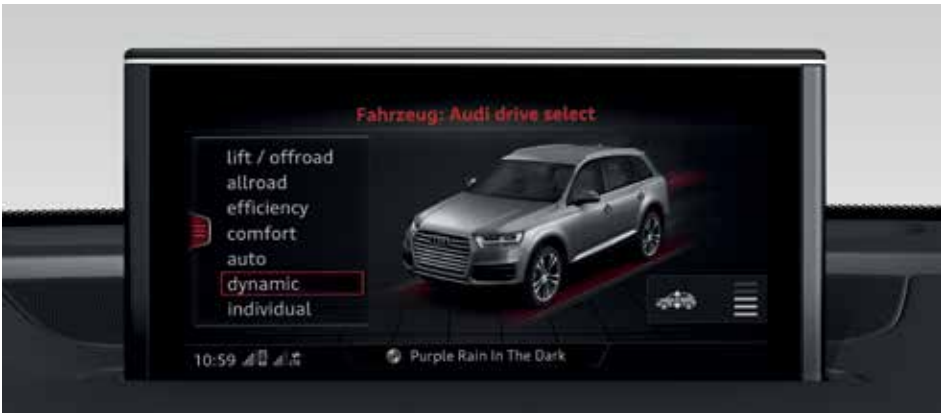 Fahrzeug: Audi drive select
lift / offroad
allroad
efficiency
comfort
auto
dynamic
individual
10:59
Purple Rain In The Dark